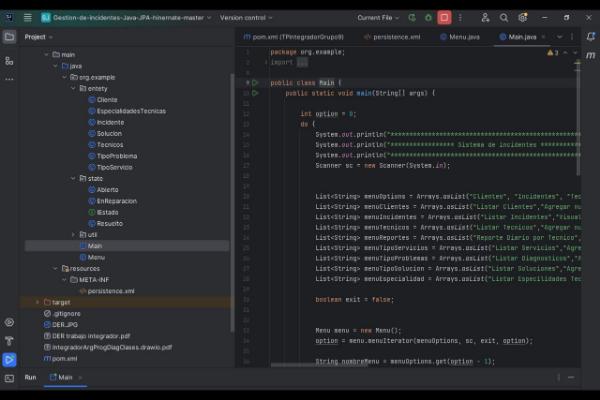 SJ Gestion-de-incidentes-Java-JPA-hinernate-master Version control Current File
Project
pom.xml (TPIntegradorGrupo9) persistence.xml Menu.java Main.java
main
java
org.example
entety
Cliente
EspecialidadesTecnicas
Incidente
Solucion
Tecnicos
TipoProblema
TipoServicio
state
Abierto
EnReparacion
IEstado
Resuelto
util
Main
Menu
resources
META-INF
persistence.xml
target
.gitignore
DER.JPG
DER trabajo integrador.pdf
IntegradorArgProgDiagClases.drawio.pdf
pom.xml
package org.example;
import ...
public class Main {
public static void main(String[] args) {
int option = 0;
do {
System.out.println("
System.out.println("***************** Sistema de incidentes
System.out.println("
Scanner sc = new Scanner(System.in);
List<String> menuOptions = Arrays.asList("Clientes", "Incidentes", "Tec
List<String> menuClientes = Arrays.asList("Listar Clientes","Agregar nu
List<String> menuIncidentes = Arrays.asList("Listar Incidentes","Visual
List<String> menuTecnicos = Arrays.asList("Listar Tecnicos","Agregar nu
List<String> menuReportes = Arrays.asList("Reporte Diario por Tecnico",
List<String> menuTipoServicios = Arrays.asList("Listar Servicios","Agre
List<String> menuTipoProblemas = Arrays.asList("Listar Diagnosticos","A
List<String> menuTipoSolucion = Arrays.asList("Listar Soluciones","Agre
List<String> menuEspecialidad = Arrays.asList("Listar Especilidades Tec
boolean exit = false;
Menu menu = new Menu();
option = menu.menuIterator(menuOptions, sc, exit, option);
String nombreMenu = menuOptions.get(option - 1);
Run Main